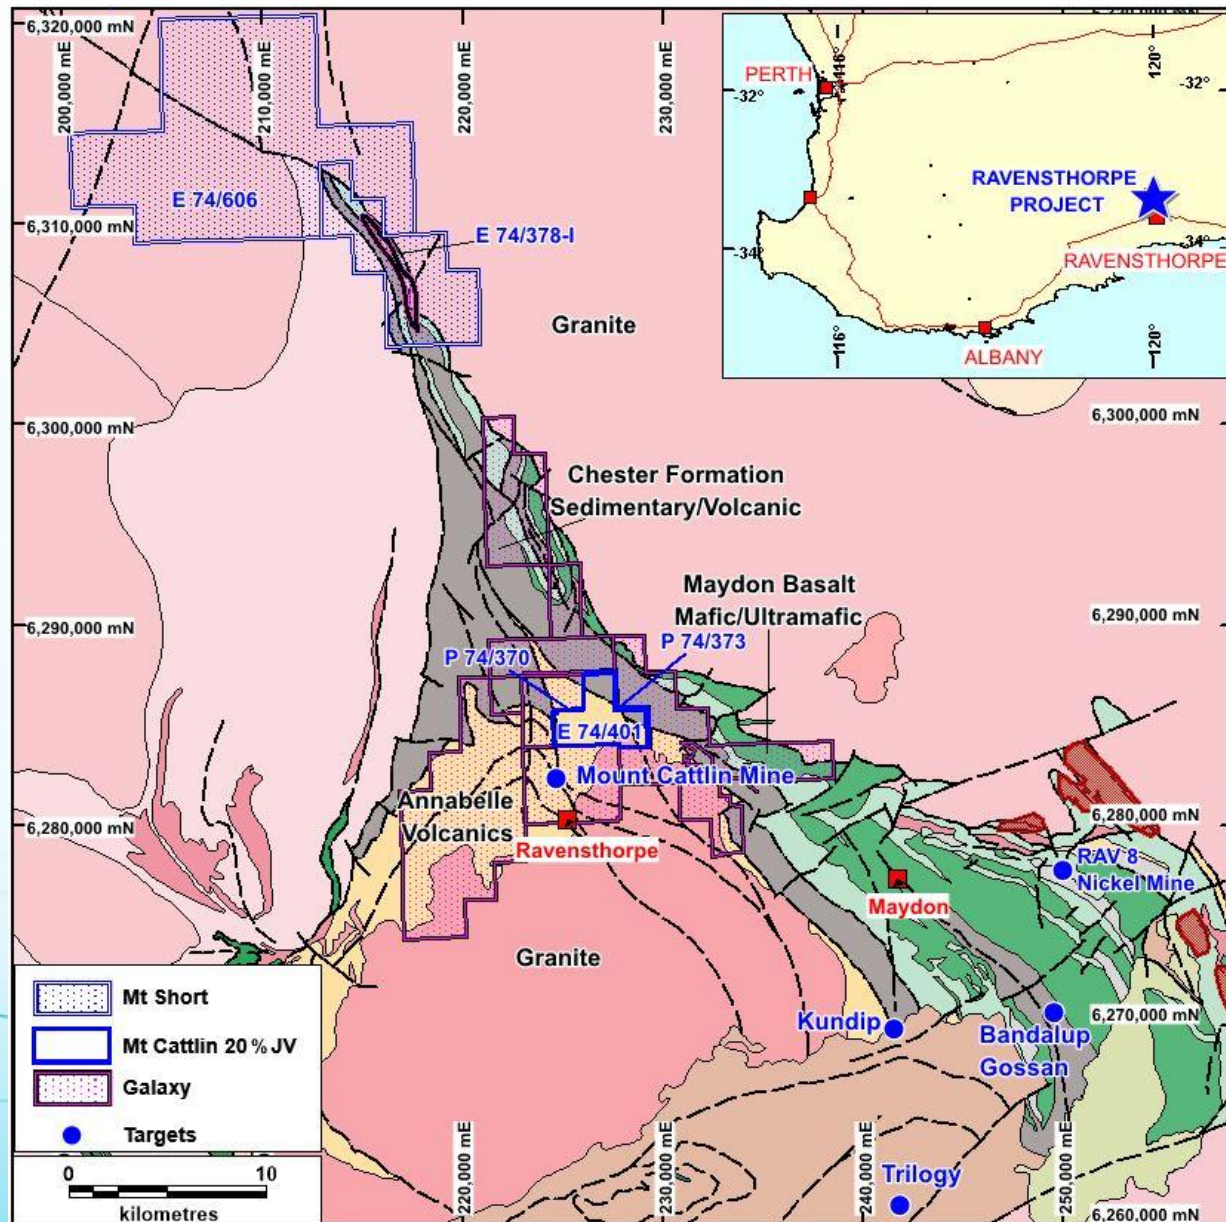 6,320,000 mN
200,000 mE
210,000 mE
220,000 mE
230,000 mE
PERTH
116°
120°
-32°
-32°
RAVENSTHORPE
PROJECT
-34°
-34°
RAVENSTHORPE
116°
120°
ALBANY
E 74/606
6,310,000 mN
E 74/378-I
Granite
6,300,000 mN
6,300,000 mN
Chester Formation
Sedimentary/Volcanic
Maydon Basalt
Mafic/Ultramafic
6,290,000 mN
6,290,000 mN
P 74/370
P 74/373
E 74/401
Mount Cattlin Mine
Annabelle
Volcanics
6,280,000 mN
6,280,000 mN
Ravensthorpe
RAV 8
Nickel Mine
Maydon
Granite
Kundip
6,270,000 mN
Bandalup
Gossan
Mt Short
Mt Cattlin 20 % JV
Galaxy
Targets
0
10
kilometres
220,000 mE
230,000 mE
240,000 mE
250,000 mE
Trilogy
6,260,000 mN